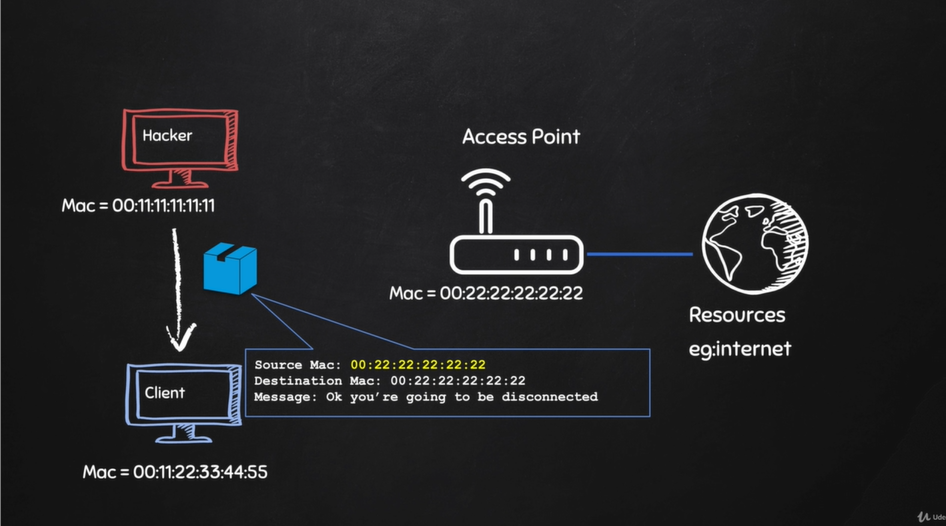 Hacker
Mac = 00:11:11:11:11:11
Access Point
Mac = 00:22:22:22:22:22
Resources
eg:internet
Source Mac: 00:22:22:22:22:22
Destination Mac: 00:22:22:22:22:22
Message: Ok you're going to be disconnected
Client
Mac = 00:11:22:33:44:55